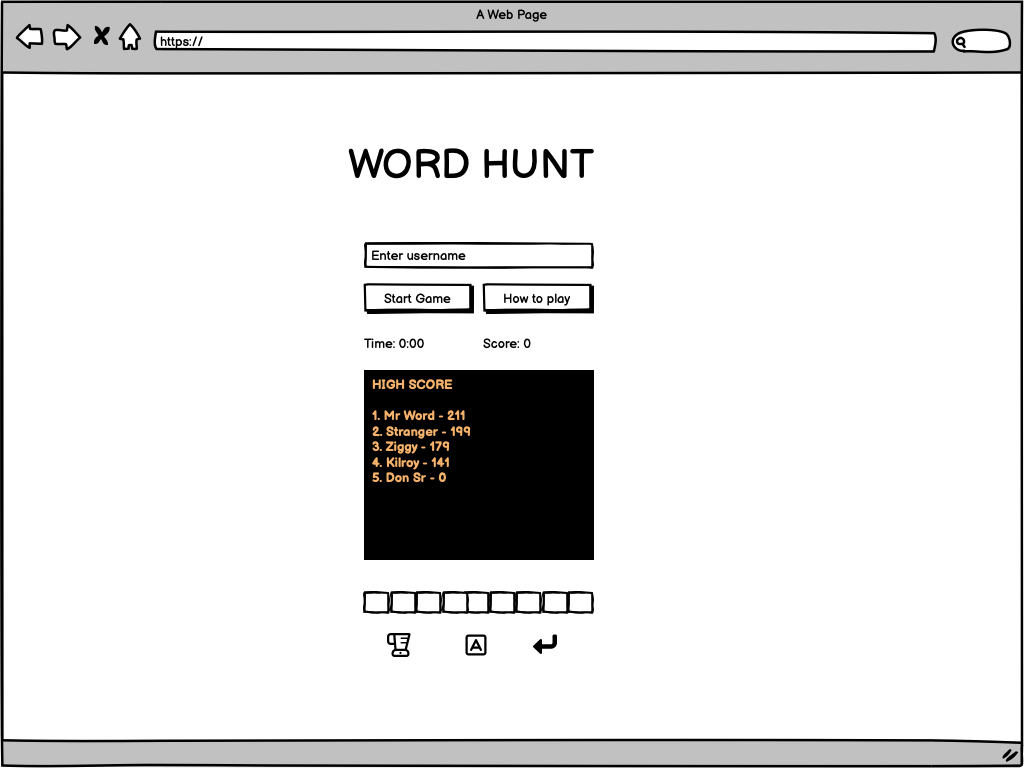 A Web Page
https://
WORD HUNT
Enter username
Start Game
How to play
Time: 0:00
Score: 0
HIGH SCORE
1. Mr Word - 211
2. Stranger - 199
3. Ziggy - 179
4. Kilroy - 141
5. Don Sr - 0
A